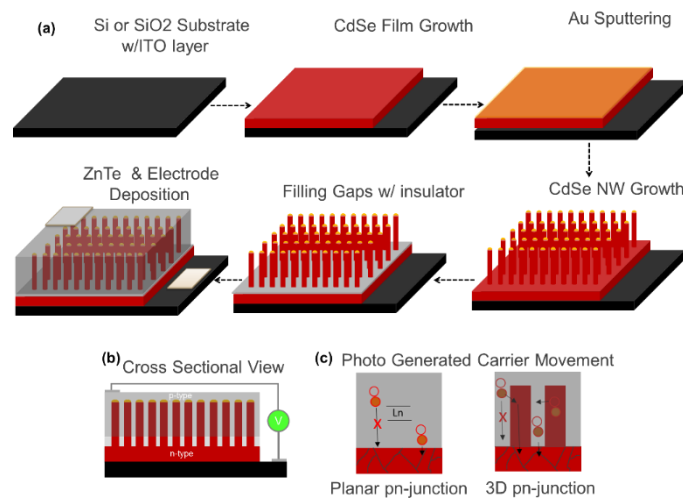 (a)
Si or SiO2 Substrate
w/ITO layer
CdSe Film Growth
Au Sputtering
ZnTe & Electrode
Deposition
Filling Gaps w/ insulator
CdSe NW Growth
(b)
Cross Sectional View
p-type
n-type
V
(c)
Photo Generated Carrier Movement
Ln
X
X
Planar pn-junction
3D pn-junction